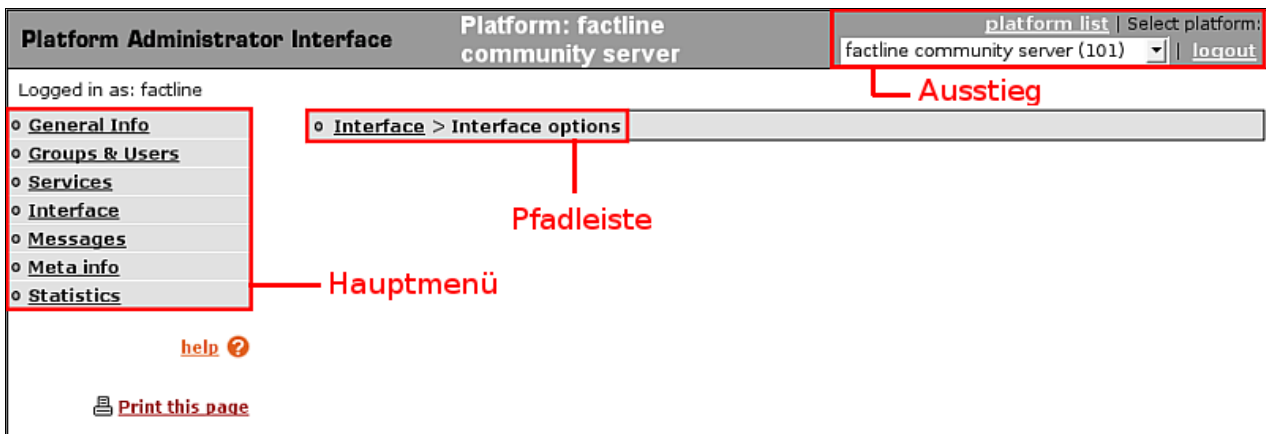 Platform Administrator Interface
Platform: factline
community server
platform list | Select platform:
factline community server (101) | logout
Logged in as: factline
Ausstieg
General Info
Groups & Users
Services
Interface
Messages
Meta info
Statistics
Interface > Interface options
Pfadleiste
Hauptmenü
help ?
Print this page